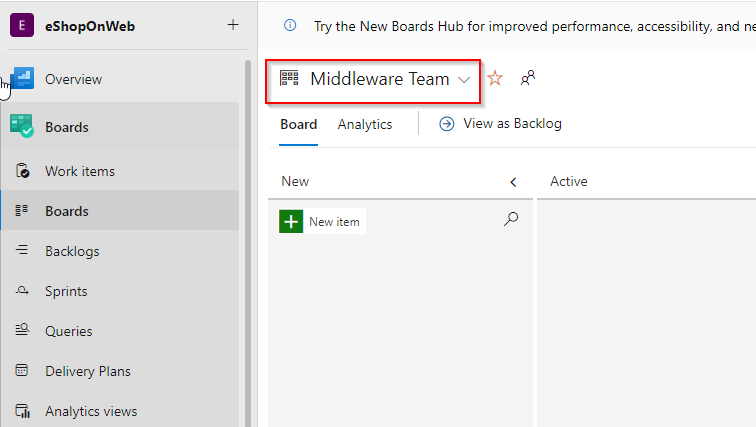 E eShopOnWeb +
Overview
Boards
Work items
Boards
Backlogs
Sprints
Queries
Delivery Plans
Analytics views
Try the New Boards Hub for improved performance, accessibility, and ne
Middleware Team
Board Analytics View as Backlog
New Active
New item